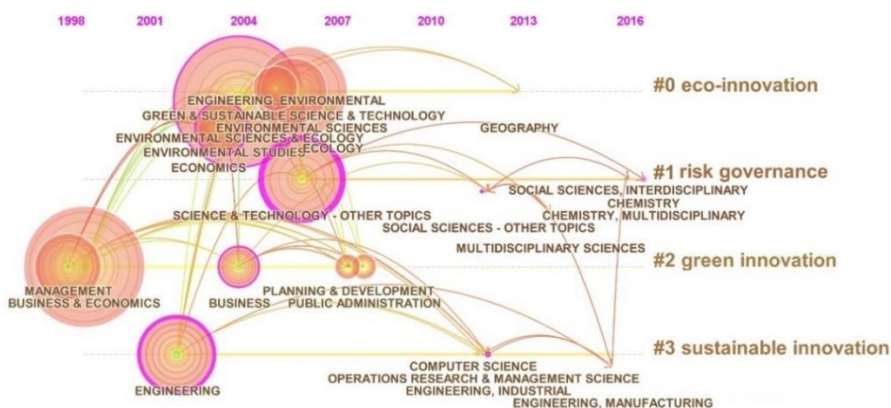 1998 2001 2004 2007 2010 2013 2016
#0 eco-innovation
ENGINEERING, ENVIRONMENTAL
GREEN & SUSTAINABLE SCIENCE & TECHNOLOGY
ENVIRONMENTAL SCIENCES
GEOGRAPHY
ENVIRONMENTAL SCIENCES & ECOLOGY
ECOLOGY
ENVIRONMENTAL STUDIES
ECONOMICS
#1 risk governance
SOCIAL SCIENCES, INTERDISCIPLINARY
CHEMISTRY
SCIENCE & TECHNOLOGY - OTHER TOPICS
CHEMISTRY, MULTIDISCIPLINARY
SOCIAL SCIENCES - OTHER TOPICS
MULTIDISCIPLINARY SCIENCES
#2 green innovation
MANAGEMENT
PLANNING & DEVELOPMENT
BUSINESS & ECONOMICS
BUSINESS
PUBLIC ADMINISTRATION
#3 sustainable innovation
COMPUTER SCIENCE
OPERATIONS RESEARCH & MANAGEMENT SCIENCE
ENGINEERING
ENGINEERING, INDUSTRIAL
ENGINEERING, MANUFACTURING